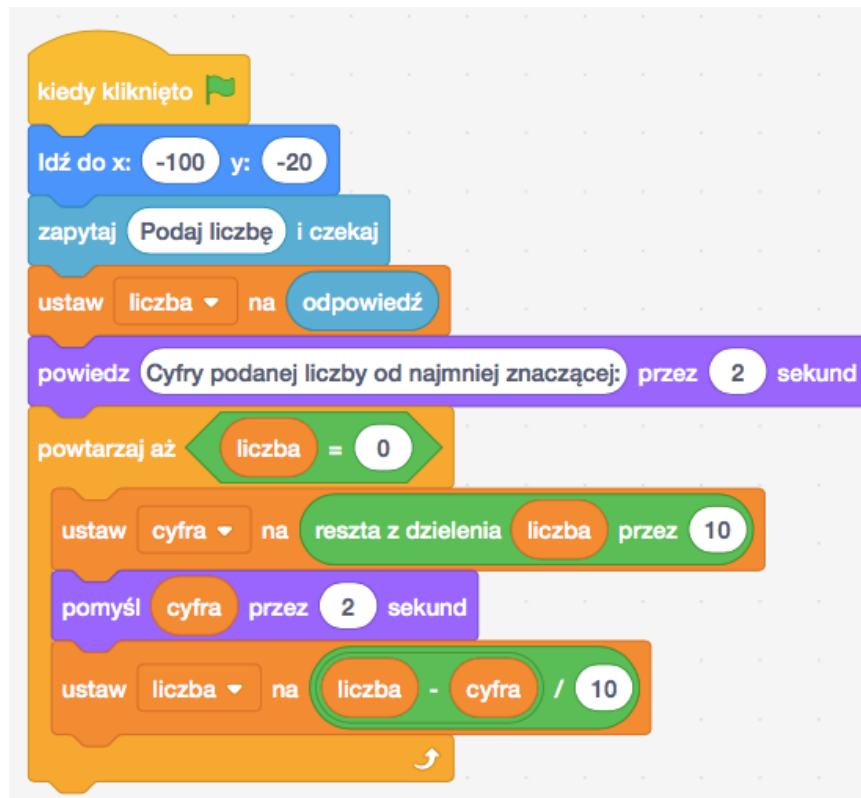 kiedy kliknięto
Idź do x: -100 y: -20
zapytaj Podaj liczbę i czekaj
ustaw liczba na odpowiedź
powiedz Cyfry podanej liczby od najmniej znaczącej: przez 2 sekund
powtarzaj aż liczba = 0
ustaw cyfra na reszta z dzielenia liczba przez 10
pomyśl cyfra przez 2 sekund
ustaw liczba na liczba - cyfra / 10